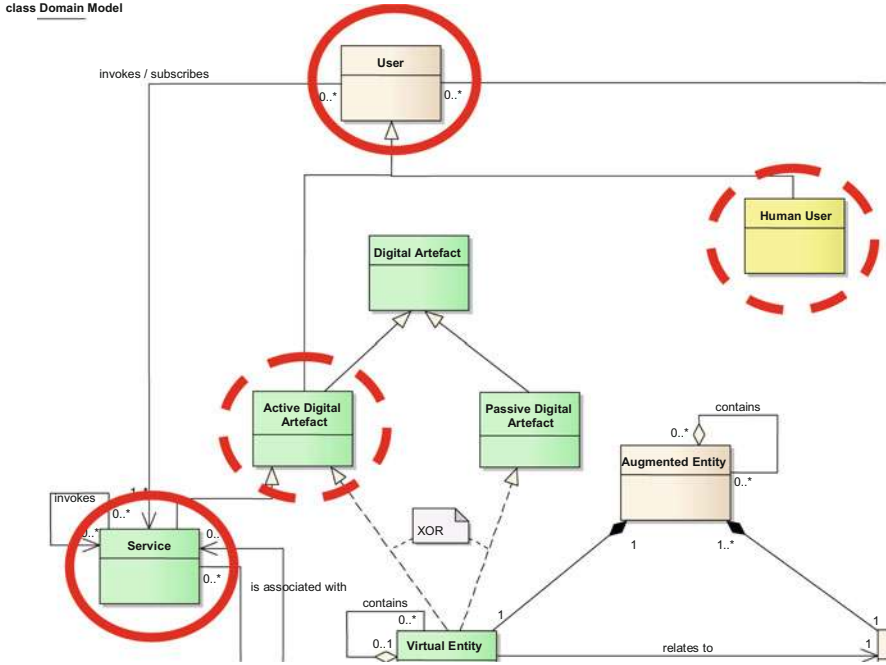 class Domain Model
User
invokes / subscribes
0..*
0..*
Human User
Digital Artefact
Active Digital
Artefact
Passive Digital
Artefact
contains
0..*
Augmented Entity
0..*
invokes
1..*
0..*
0..*
0..
Service
XOR
1
1..*
0..*
is associated with
contains
0..*
1
1
0..1
Virtual Entity
relates to
1